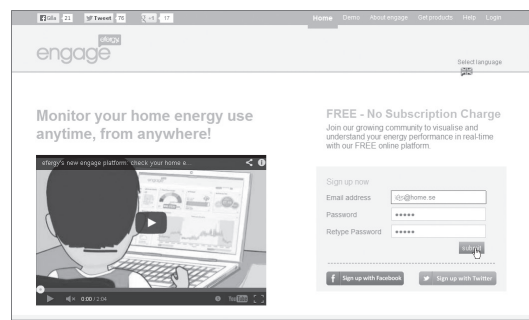 Gilla 21 Tweet 76 +1 17
Home Demo About engage Get products Help Login
efergy
engage
Select language
Monitor your home energy use
anytime, from anywhere!
efergy's new engage platform: check your home e...
0:00 / 2:04
YouTube
FREE - No Subscription Charge
Join our growing community to visualise and
understand your energy performance in real-time
with our FREE online platform.
Sign up now
Email address @home.se
Password •••••
Retype Password •••••
submit
Sign up with Facebook Sign up with Twitter